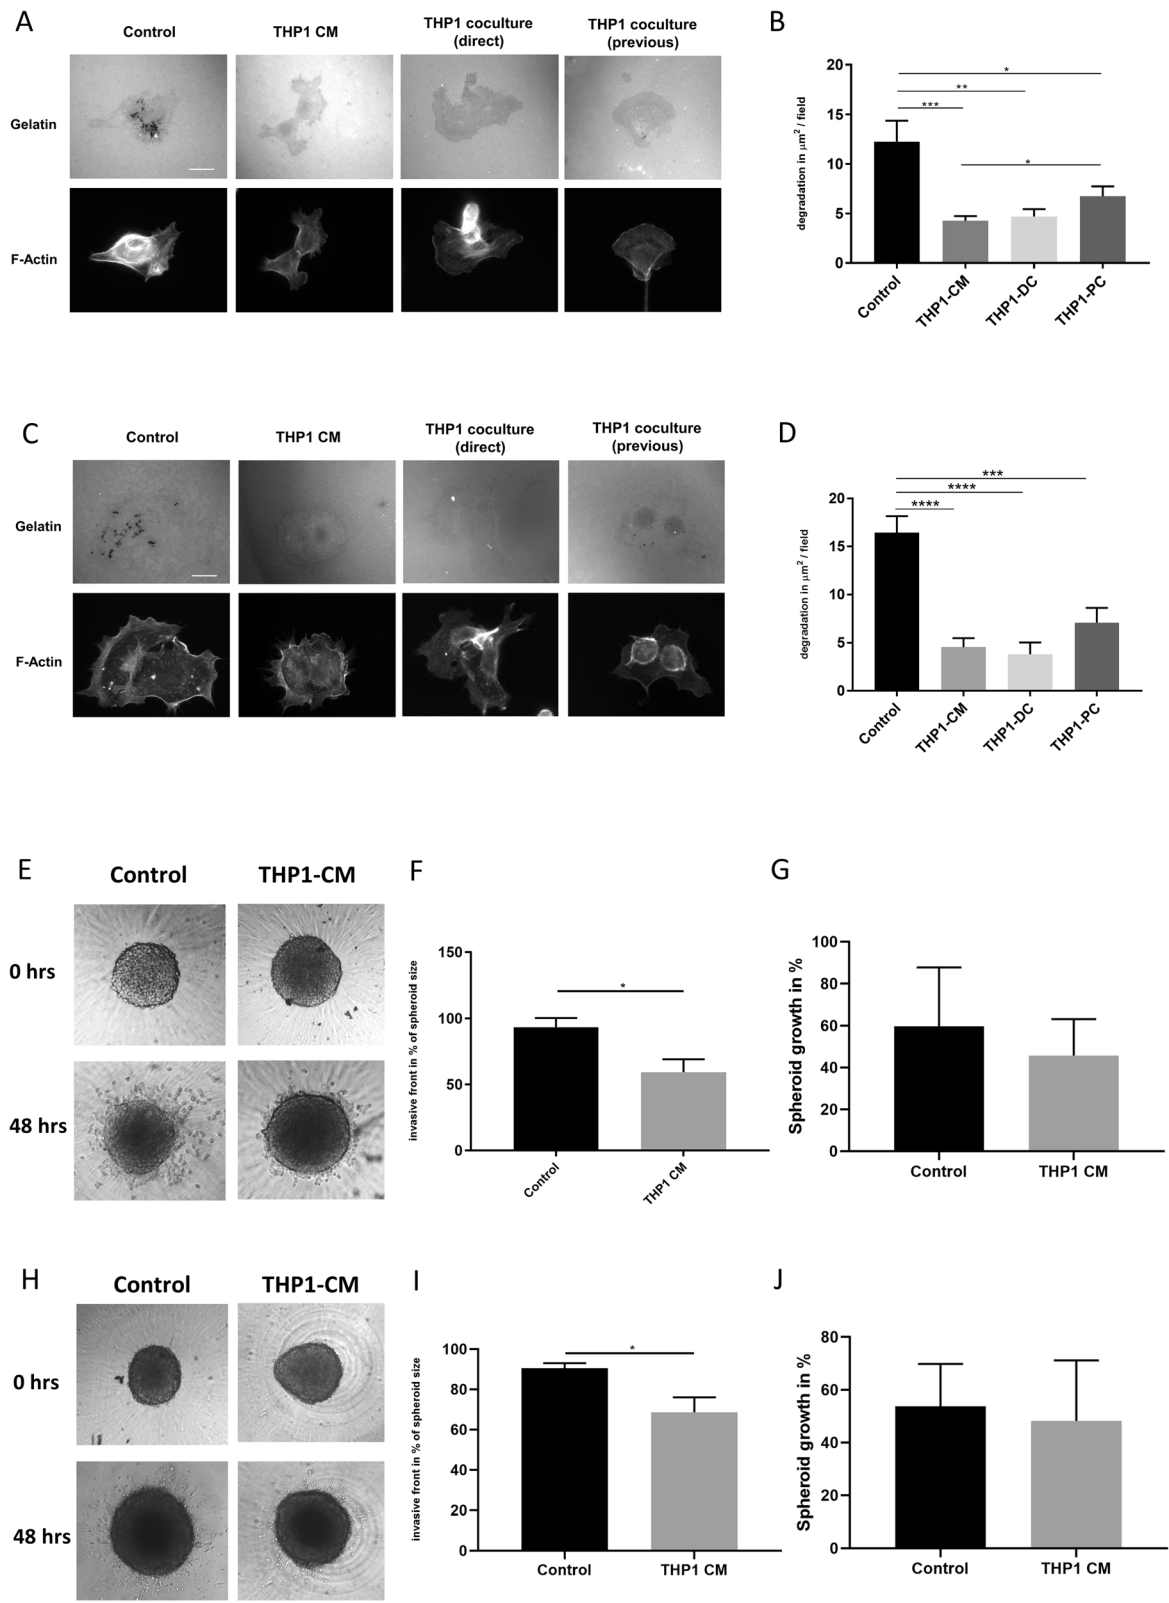 A
Control
THP1 CM
THP1 coculture
(direct)
THP1 coculture
(previous)
Gelatin
F-Actin
B
degradation in µm² / field
20
15
10
5
0
*
**
***
*
Control
THP1-CM
THP1-DC
THP1-PC
C
Control
THP1 CM
THP1 coculture
(direct)
THP1 coculture
(previous)
Gelatin
F-Actin
D
degradation in µm² / field
20
15
10
5
0
***
****
****
Control
THP1-CM
THP1-DC
THP1-PC
E
Control
THP1-CM
0 hrs
48 hrs
F
invasive front in % of spheroid size
150
100
50
0
*
Control
THP1 CM
G
Spheroid growth in %
100
80
60
40
20
0
Control
THP1 CM
H
Control
THP1-CM
0 hrs
48 hrs
I
invasive front in % of spheroid size
100
80
60
40
20
0
*
Control
THP1 CM
J
Spheroid growth in %
80
60
40
20
0
Control
THP1 CM